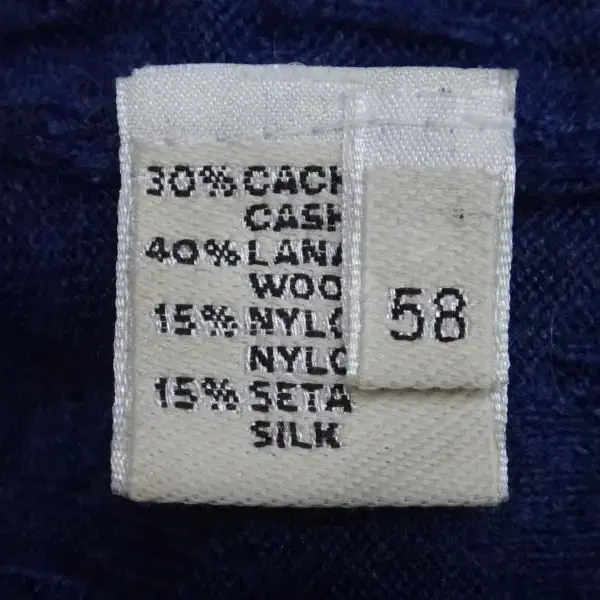 30% CACH
CASH
40% LANA
WOO
15% NYLO
NYLO
15% SETA
SILK
58